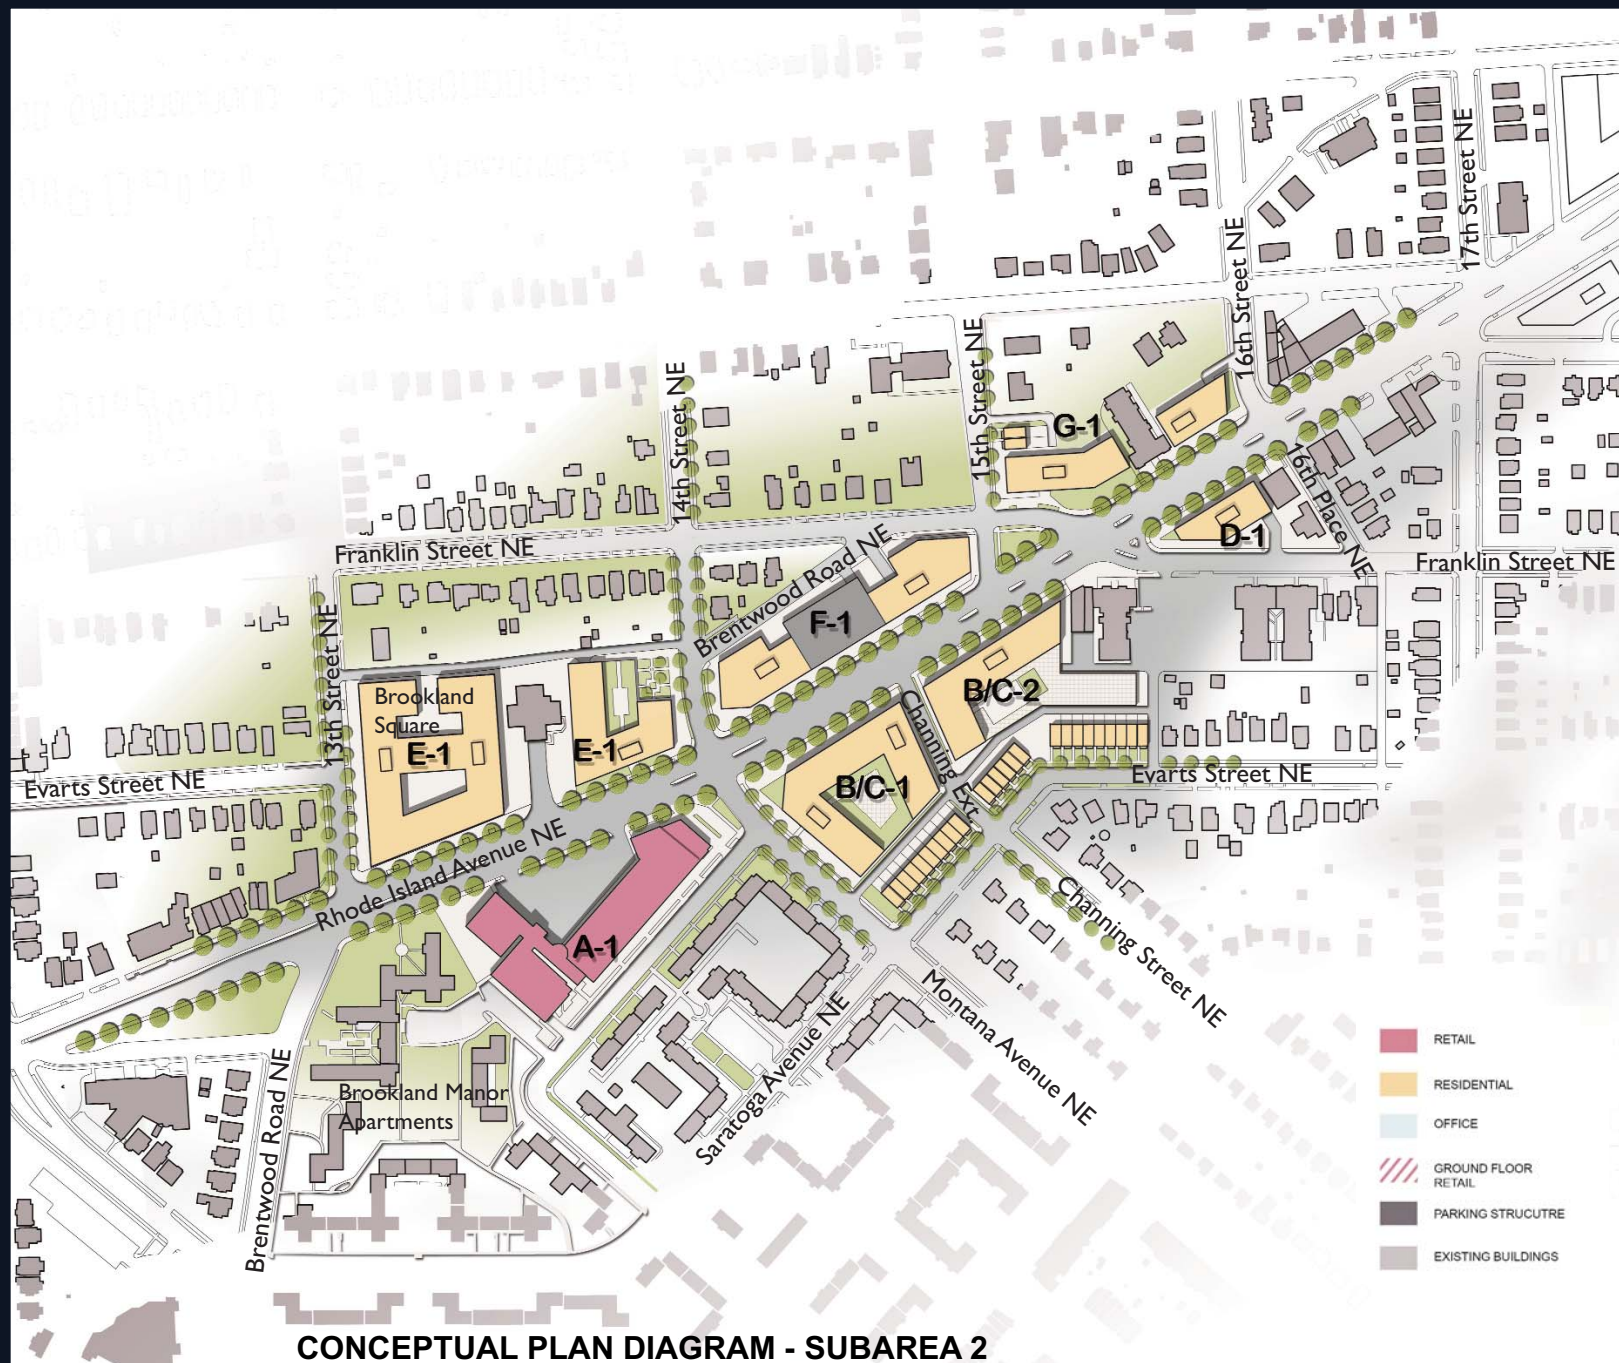 17th Street NE
16th Street NE
15th Street NE
14th Street NE
G-1
16th Place NE
D-1
Franklin Street NE
Franklin Street NE
Brentwood Road NE
F-1
13th Street NE
Brookland
Square
E-1
E-1
B/C-2
Channing Ext.
B/C-1
Evarts Street NE
Evarts Street NE
Rhode Island Avenue NE
A-1
Channing Street NE
Montana Avenue NE
Saratoga Avenue NE
Brentwood Road NE
Brookland Manor
Apartments
RETAIL
RESIDENTIAL
OFFICE
GROUND FLOOR
RETAIL
PARKING STRUCUTRE
EXISTING BUILDINGS
CONCEPTUAL PLAN DIAGRAM - SUBAREA 2